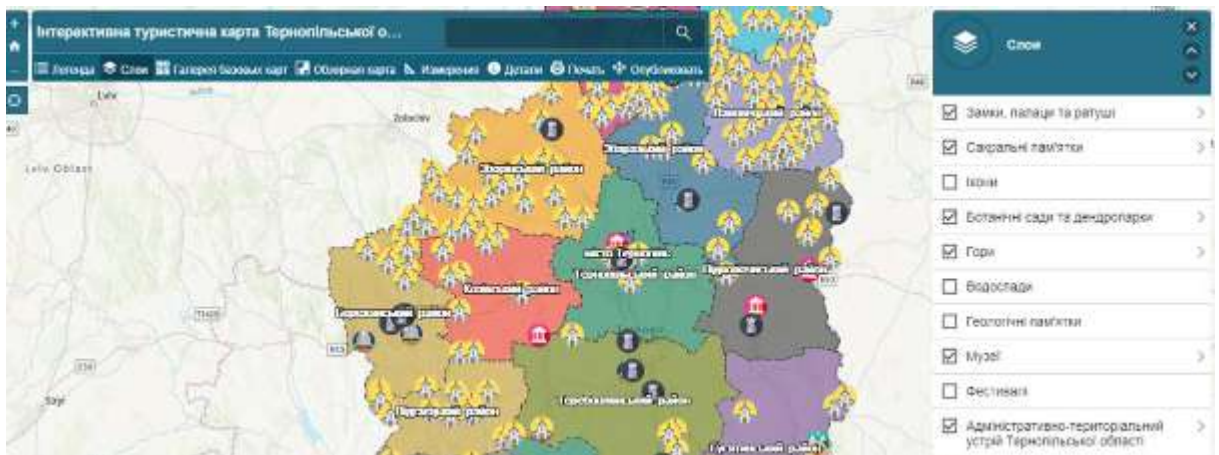 Інтерактивна туристична карта Тернопільської о...
Легенда Слои Галерея базовых карт Обзорная карта Измерения Детали Печать Опубликовать
Слои
Замки, палаци та ратуші
Сакральні пам'ятки
Ікони
Ботанічні сади та дендропарки
Гори
Водоспади
Геологічні пам'ятки
Музеї
Фестивалі
Адміністративно-територіальний
устрій Тернопільської області
Lviv
Zolochiv
Lviv Oblast
Збаразький район
Зборівський район
місто Тернопіль
Тернопільський район
Підволочиський район
Козівський район
Бережанський район
Підгаєцький район
Теребовлянський район
Гусятинський район